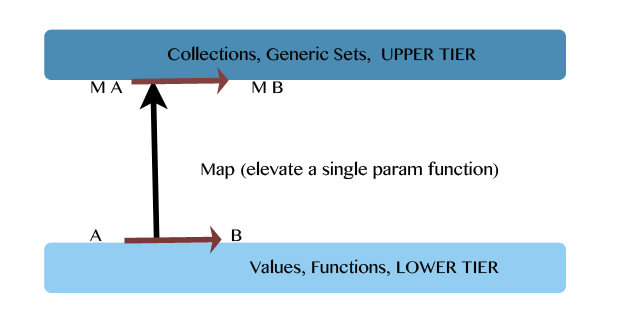 Collections, Generic Sets, UPPER TIER
M A M B
Map (elevate a single param function)
A B
Values, Functions, LOWER TIER